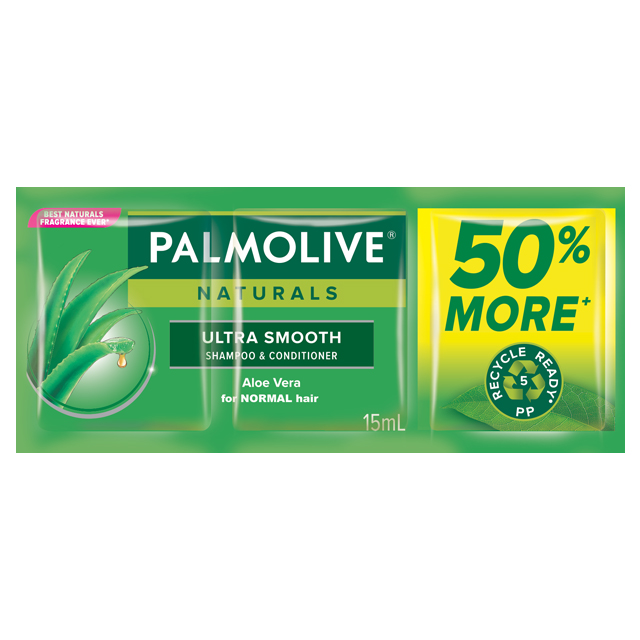 BEST NATURALS
FRAGRANCE EVER*
PALMOLIVE®
NATURALS
ULTRA SMOOTH
SHAMPOO & CONDITIONER
Aloe Vera
for NORMAL hair
15mL
50%
MORE+
RECYCLE READY•
5
PP